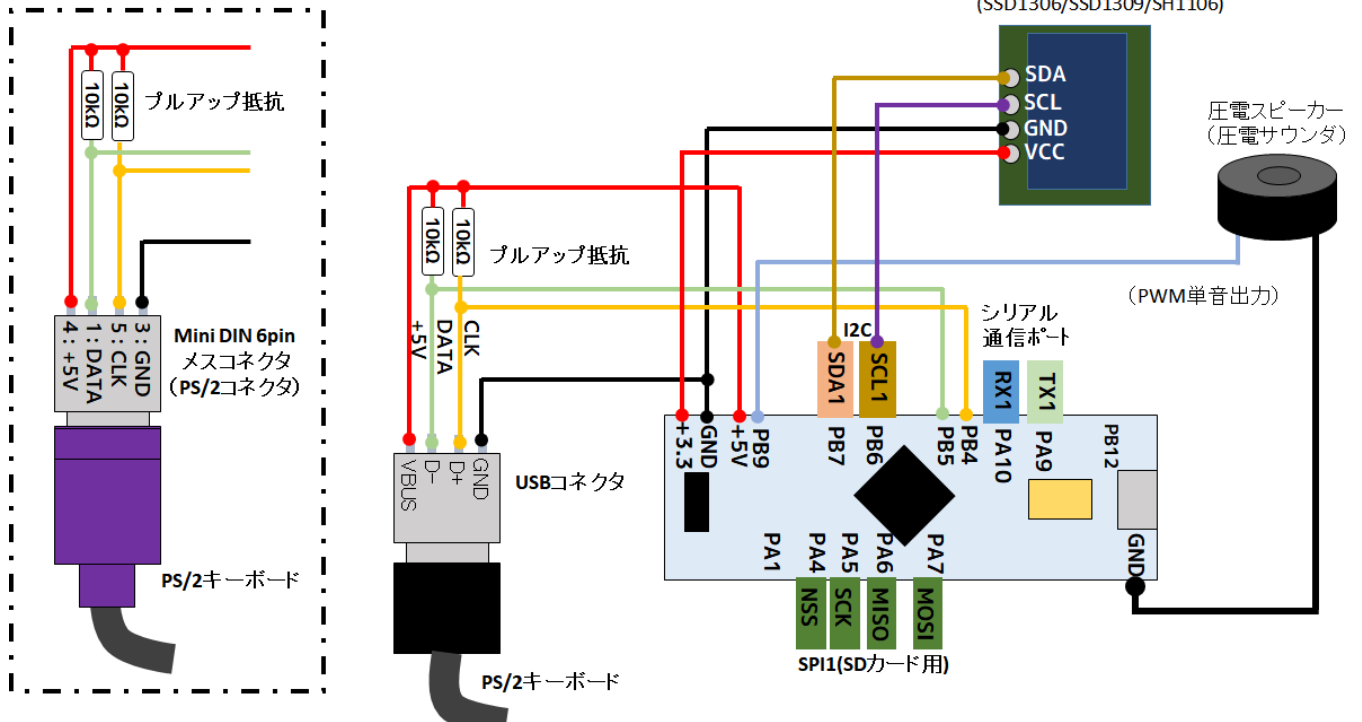 (SSD1306/SSD1309/SH1106)
SDA
SCL
GND
VCC
圧電スピーカー
（圧電サウンダ）
10kΩ
10kΩ
プルアップ抵抗
10kΩ
10kΩ
プルアップ抵抗
（PWM単音出力）
シリアル
通信ポート
I2C
SDA1
SCL1
RX1
TX1
4：+5V
1：DATA
5：CLK
3：GND
Mini DIN 6pin
メスコネクタ
（PS/2コネクタ）
+5V
DATA
CLK
+3.3
GND
+5V
PB9
PB7
PB6
PB5
PB4
PA10
PA9
PB12
VBUS
D−
D+
GND
USBコネクタ
GND
PA1
PA4
PA5
PA6
PA7
NSS
SCK
MISO
MOSI
SPI1(SDカード用)
PS/2キーボード
PS/2キーボード